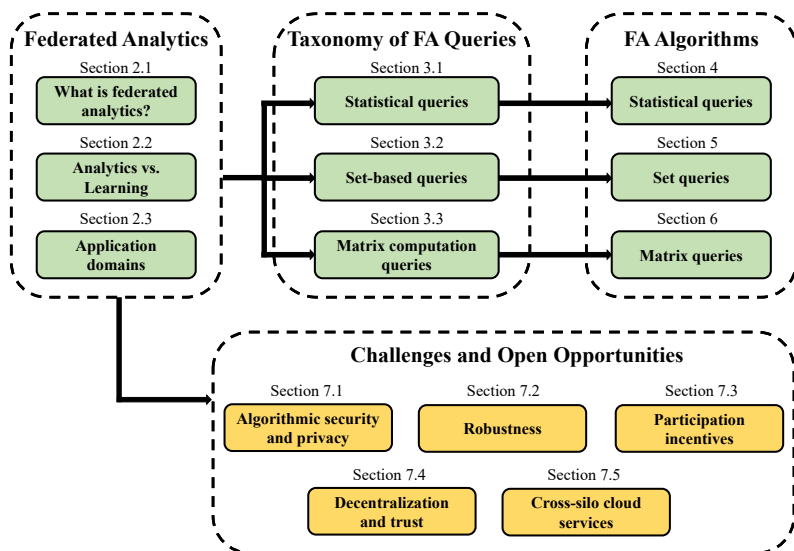 Federated Analytics
Section 2.1
What is federated
analytics?
Section 2.2
Analytics vs.
Learning
Section 2.3
Application
domains
Taxonomy of FA Queries
Section 3.1
Statistical queries
Section 3.2
Set-based queries
Section 3.3
Matrix computation
queries
FA Algorithms
Section 4
Statistical queries
Section 5
Set queries
Section 6
Matrix queries
Challenges and Open Opportunities
Section 7.1
Algorithmic security
and privacy
Section 7.2
Robustness
Section 7.3
Participation
incentives
Section 7.4
Decentralization
and trust
Section 7.5
Cross-silo cloud
services